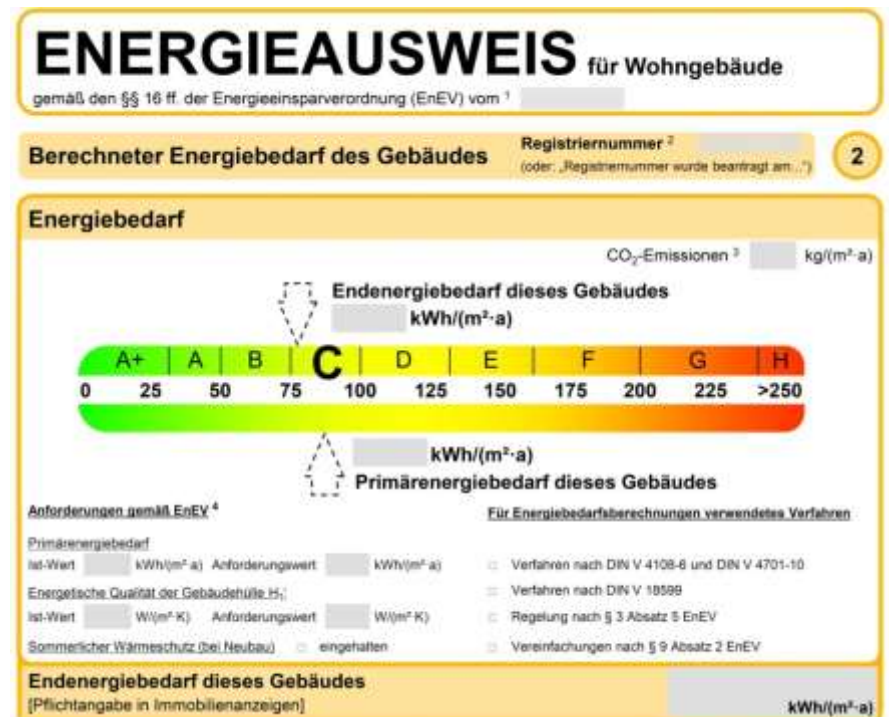 ENERGIEAUSWEIS für Wohngebäude
gemäß den §§ 16 ff. der Energieeinsparverordnung (EnEV) vom ¹
Berechneter Energiebedarf des Gebäudes
Registriernummer ²
(oder: „Registriernummer wurde beantragt am...")
2
Energiebedarf
CO₂-Emissionen ³ kg/(m²·a)
Endenergiebedarf dieses Gebäudes
kWh/(m²·a)
A+ A B C D E F G H
0 25 50 75 100 125 150 175 200 225 >250
kWh/(m²·a)
Primärenergiebedarf dieses Gebäudes
Anforderungen gemäß EnEV ⁴
Primärenergiebedarf
Ist-Wert kWh/(m²·a) Anforderungswert kWh/(m²·a)
Energetische Qualität der Gebäudehülle H_T:
Ist-Wert W/(m²·K) Anforderungswert W/(m²·K)
Sommerlicher Wärmeschutz (bei Neubau) eingehalten
Für Energiebedarfsberechnungen verwendetes Verfahren
Verfahren nach DIN V 4108-6 und DIN V 4701-10
Verfahren nach DIN V 18599
Regelung nach § 3 Absatz 5 EnEV
Vereinfachungen nach § 9 Absatz 2 EnEV
Endenergiebedarf dieses Gebäudes
[Pflichtangabe in Immobilienanzeigen]
kWh/(m²·a)